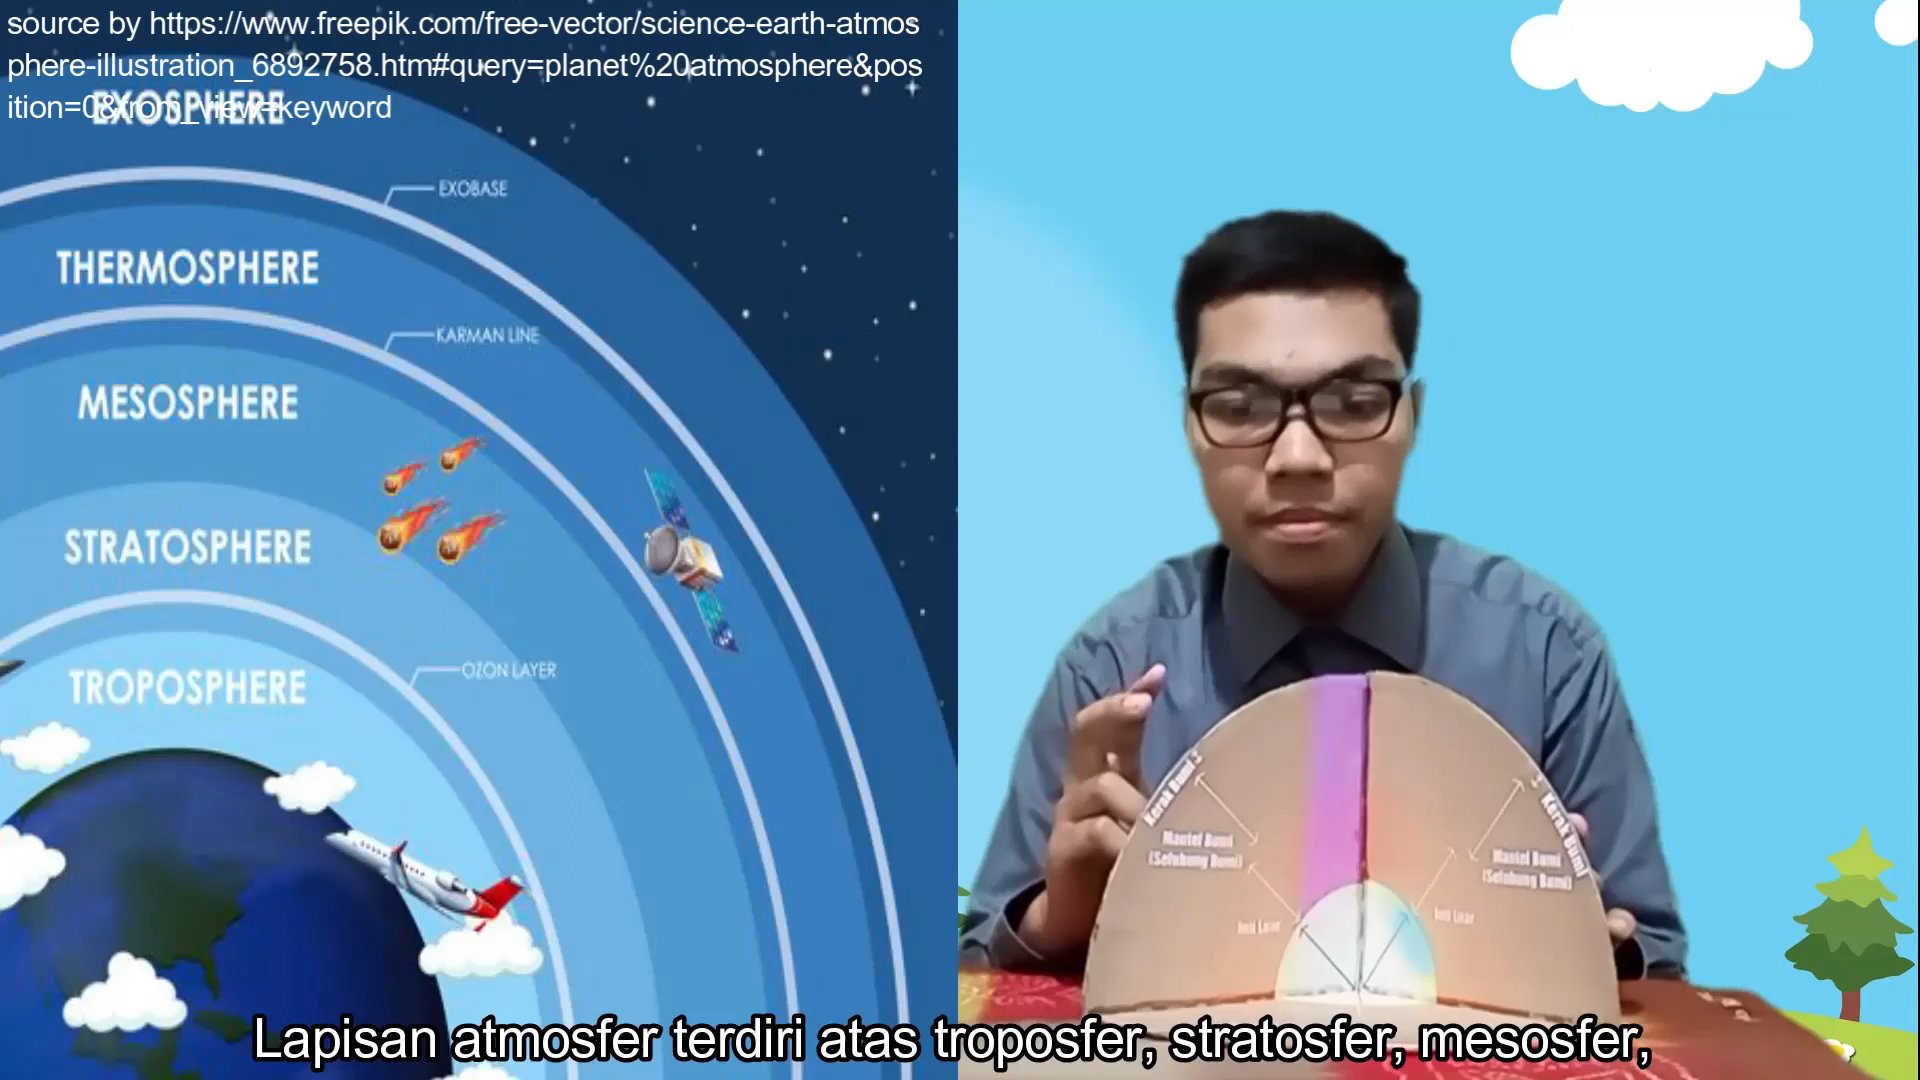 source by https://www.freepik.com/free-vector/science-earth-atmos
phere-illustration_6892758.htm#query=planet%20atmosphere&pos
ition=0&from_view=keyword
EXOSPHERE
EXOBASE
THERMOSPHERE
KARMAN LINE
MESOSPHERE
STRATOSPHERE
OZON LAYER
TROPOSPHERE
Kerak Bumi
Mantel Bumi
(Selubung Bumi)
Inti Luar
Kerak Bumi
Mantel Bumi
(Selubung Bumi)
Inti Luar
Lapisan atmosfer terdiri atas troposfer, stratosfer, mesosfer,